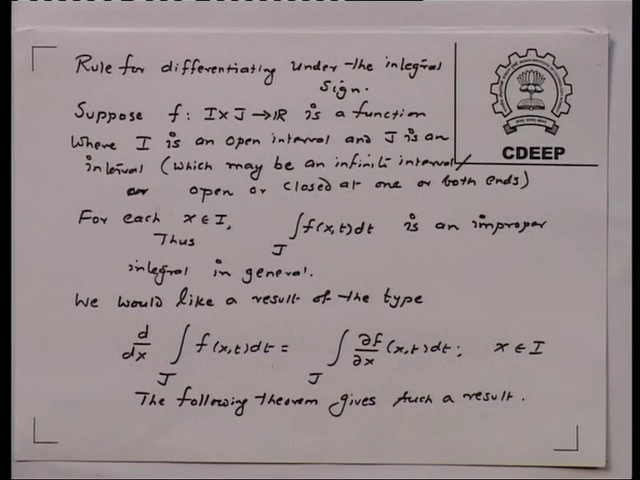 Rule for differentiating under the integral
sign.
Suppose f: I×J→ℝ is a function
where I is an open interval and J is an
interval (which may be an infinite interval/
or open or closed at one or both ends)
For each x ∈ I, ∫_J f(x,t)dt is an improper
Thus
integral in general.
We would like a result of the type
d/dx ∫_J f(x,t)dt = ∫_J ∂f/∂x (x,t)dt; x ∈ I
The following theorem gives such a result.
CDEEP